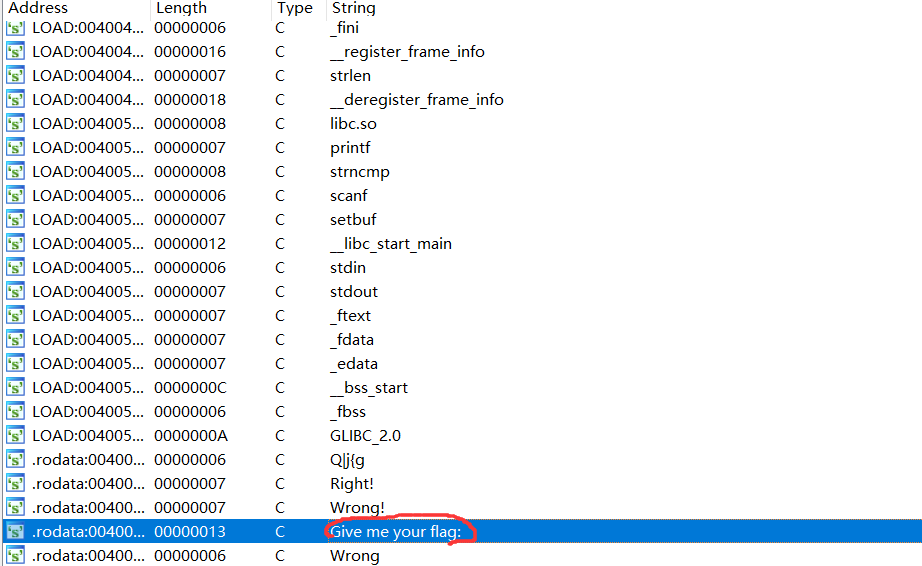 Address Length Type String
LOAD:004004... 00000006 C _fini
LOAD:004004... 00000016 C __register_frame_info
LOAD:004004... 00000007 C strlen
LOAD:004004... 00000018 C __deregister_frame_info
LOAD:004005... 00000008 C libc.so
LOAD:004005... 00000007 C printf
LOAD:004005... 00000008 C strncmp
LOAD:004005... 00000006 C scanf
LOAD:004005... 00000007 C setbuf
LOAD:004005... 00000012 C __libc_start_main
LOAD:004005... 00000006 C stdin
LOAD:004005... 00000007 C stdout
LOAD:004005... 00000007 C _ftext
LOAD:004005... 00000007 C _fdata
LOAD:004005... 00000007 C _edata
LOAD:004005... 0000000C C __bss_start
LOAD:004005... 00000006 C _fbss
LOAD:004005... 0000000A C GLIBC_2.0
.rodata:00400... 00000006 C Q|j{g
.rodata:00400... 00000007 C Right!
.rodata:00400... 00000007 C Wrong!
.rodata:00400... 00000013 C Give me your flag:
.rodata:00400... 00000006 C Wrong